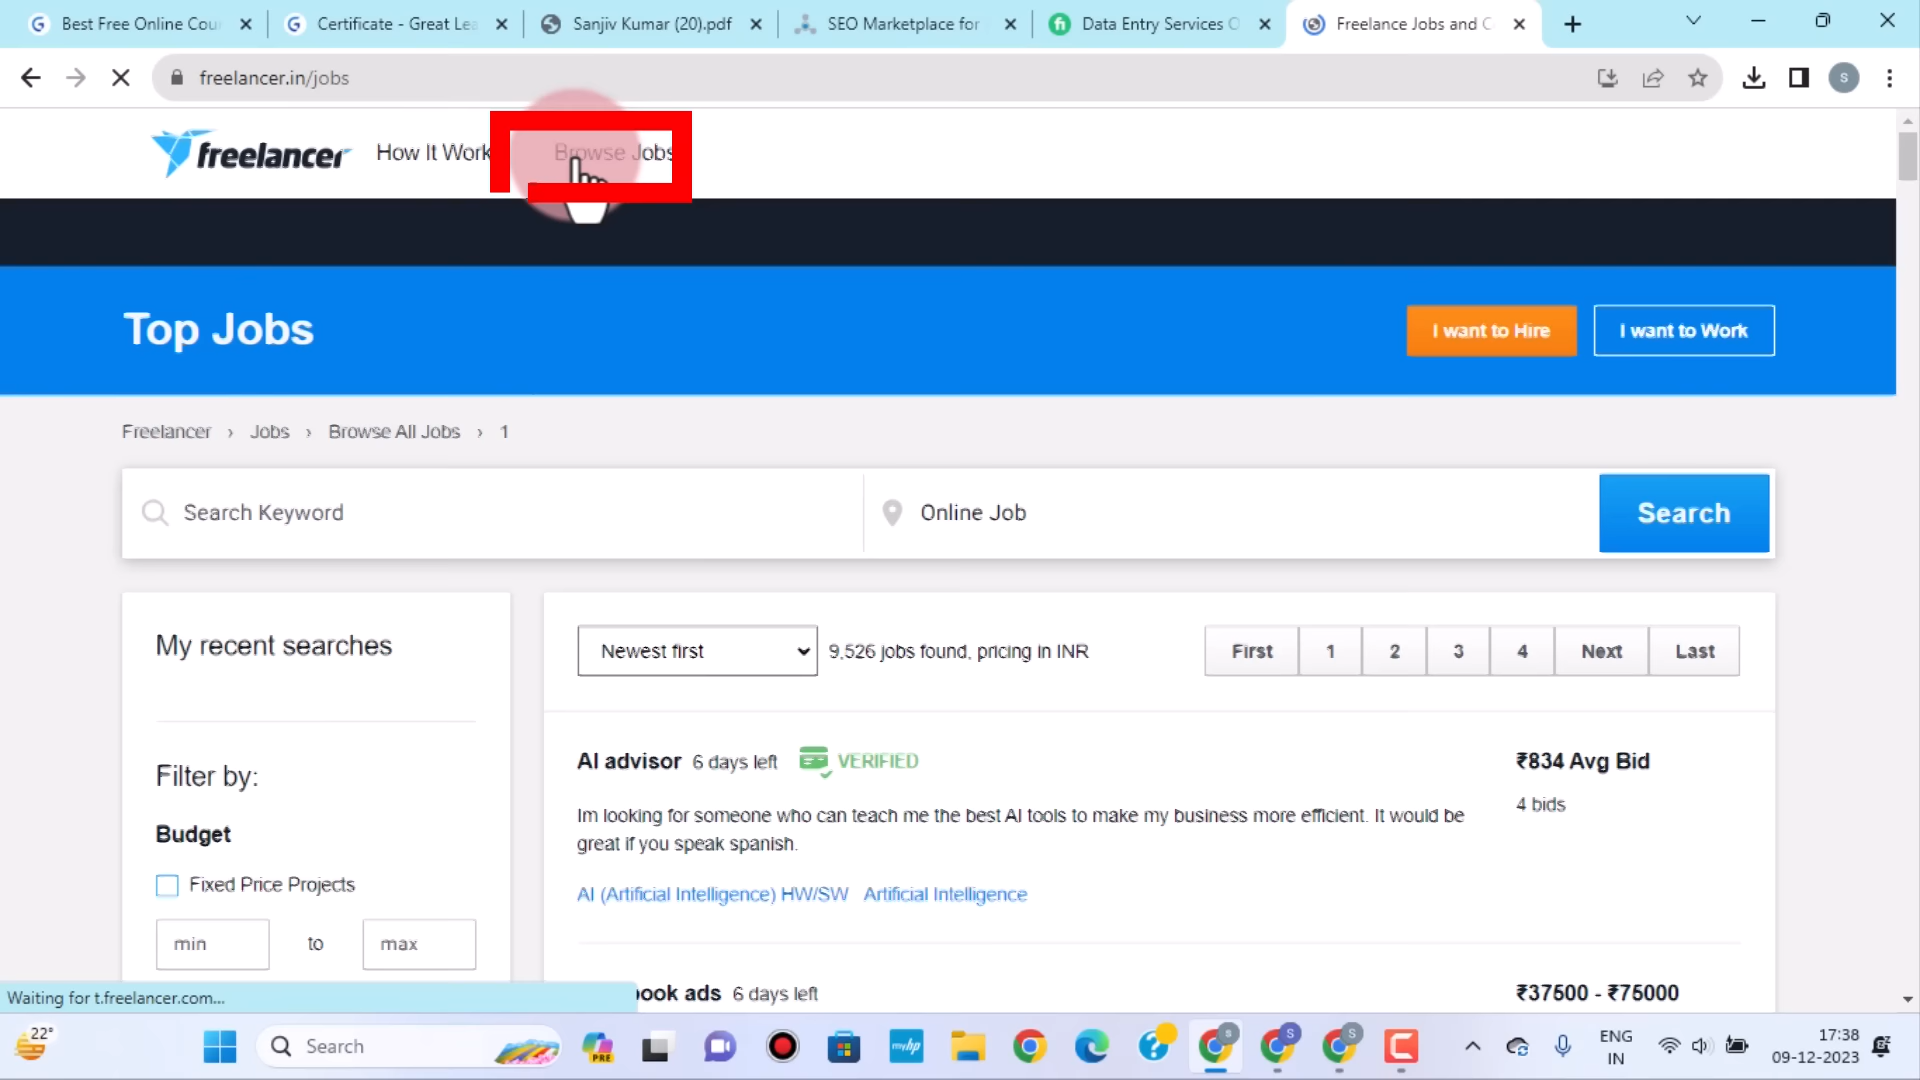 Best Free Online Cou
Certificate - Great Lea
Sanjiv Kumar (20).pdf
SEO Marketplace for
Data Entry Services O
Freelance Jobs and C
freelancer.in/jobs
S
freelancer How It Work Browse Jobs
Top Jobs
I want to Hire
I want to Work
Freelancer › Jobs › Browse All Jobs › 1
Search Keyword
Online Job
Search
My recent searches
Filter by:
Budget
Fixed Price Projects
min to max
Newest first
9,526 jobs found, pricing in INR
First 1 2 3 4 Next Last
AI advisor 6 days left VERIFIED
₹834 Avg Bid
4 bids
Im looking for someone who can teach me the best AI tools to make my business more efficient. It would be
great if you speak spanish.
AI (Artificial Intelligence) HW/SW Artificial Intelligence
ook ads 6 days left
₹37500 - ₹75000
Waiting for t.freelancer.com...
22°
Search
PRE
myhp
S
S
S
ENG
IN
17:38
09-12-2023